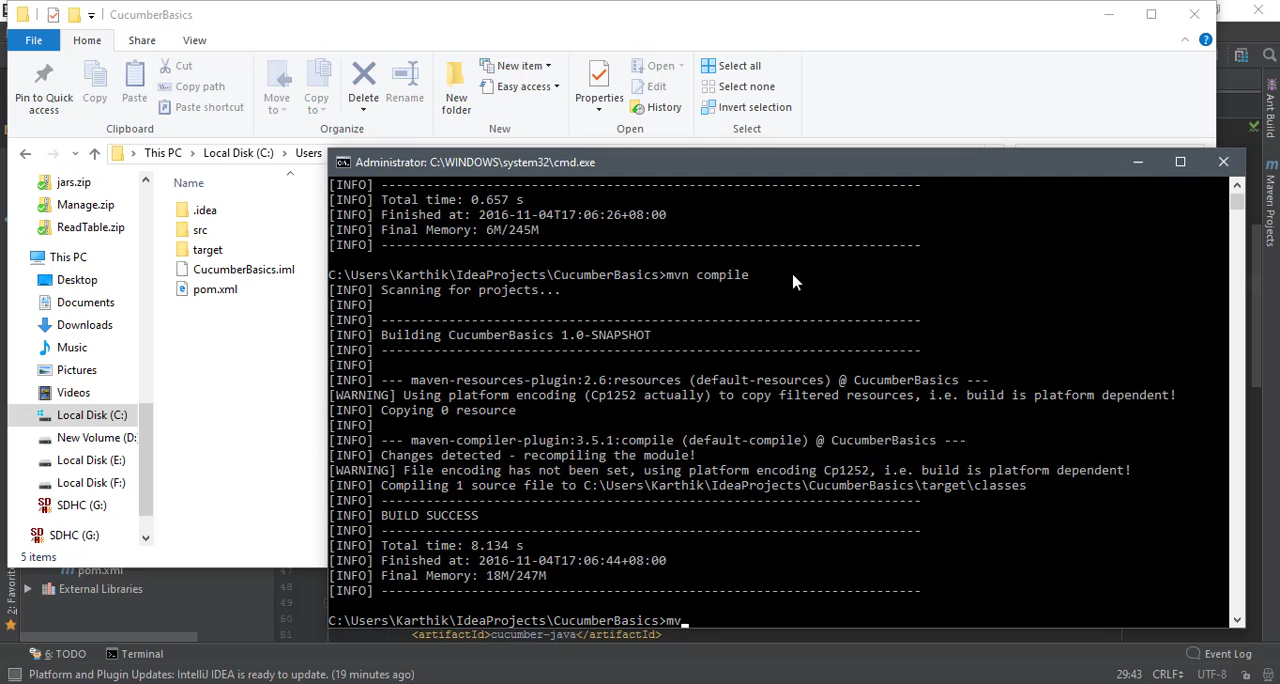 CucumberBasics
File
Home
Share
View
Pin to Quick access
Copy
Paste
Cut
Copy path
Paste shortcut
Clipboard
Move to
Copy to
Delete
Rename
Organize
New folder
New item
Easy access
New
Properties
Open
Edit
History
Open
Select all
Select none
Invert selection
Select
Ant Build
Maven Projects
This PC
Local Disk (C:)
Users
jars.zip
Manage.zip
ReadTable.zip
This PC
Desktop
Documents
Downloads
Music
Pictures
Videos
Local Disk (C:)
New Volume (D:
Local Disk (E:)
Local Disk (F:)
SDHC (G:)
SDHC (G:)
5 items
Name
.idea
src
target
CucumberBasics.iml
pom.xml
Administrator: C:\WINDOWS\system32\cmd.exe
[INFO] ------------------------------------------------------------------------
[INFO] Total time: 0.657 s
[INFO] Finished at: 2016-11-04T17:06:26+08:00
[INFO] Final Memory: 6M/245M
[INFO] ------------------------------------------------------------------------
C:\Users\Karthik\IdeaProjects\CucumberBasics>mvn compile
[INFO] Scanning for projects...
[INFO]
[INFO] ------------------------------------------------------------------------
[INFO] Building CucumberBasics 1.0-SNAPSHOT
[INFO] ------------------------------------------------------------------------
[INFO]
[INFO] --- maven-resources-plugin:2.6:resources (default-resources) @ CucumberBasics ---
[WARNING] Using platform encoding (Cp1252 actually) to copy filtered resources, i.e. build is platform dependent!
[INFO] Copying 0 resource
[INFO]
[INFO] --- maven-compiler-plugin:3.5.1:compile (default-compile) @ CucumberBasics ---
[INFO] Changes detected - recompiling the module!
[WARNING] File encoding has not been set, using platform encoding Cp1252, i.e. build is platform dependent!
[INFO] Compiling 1 source file to C:\Users\Karthik\IdeaProjects\CucumberBasics\target\classes
[INFO] ------------------------------------------------------------------------
[INFO] BUILD SUCCESS
[INFO] ------------------------------------------------------------------------
[INFO] Total time: 8.134 s
[INFO] Finished at: 2016-11-04T17:06:44+08:00
[INFO] Final Memory: 18M/247M
[INFO] ------------------------------------------------------------------------
C:\Users\Karthik\IdeaProjects\CucumberBasics>mv
pom.xml
External Libraries
2: Favorit
48
49
50
51
<artifactId>cucumber-java</artifactId>
6: TODO
Terminal
Event Log
Platform and Plugin Updates: IntelliJ IDEA is ready to update. (19 minutes ago)
29:43
CRLF
UTF-8